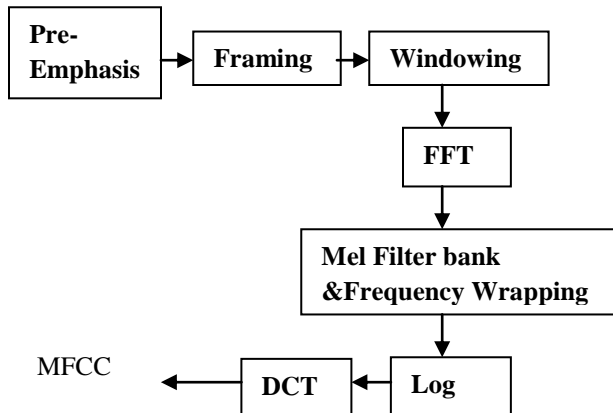 Pre-
Emphasis
Framing
Windowing
FFT
Mel Filter bank
&Frequency Wrapping
Log
DCT
MFCC